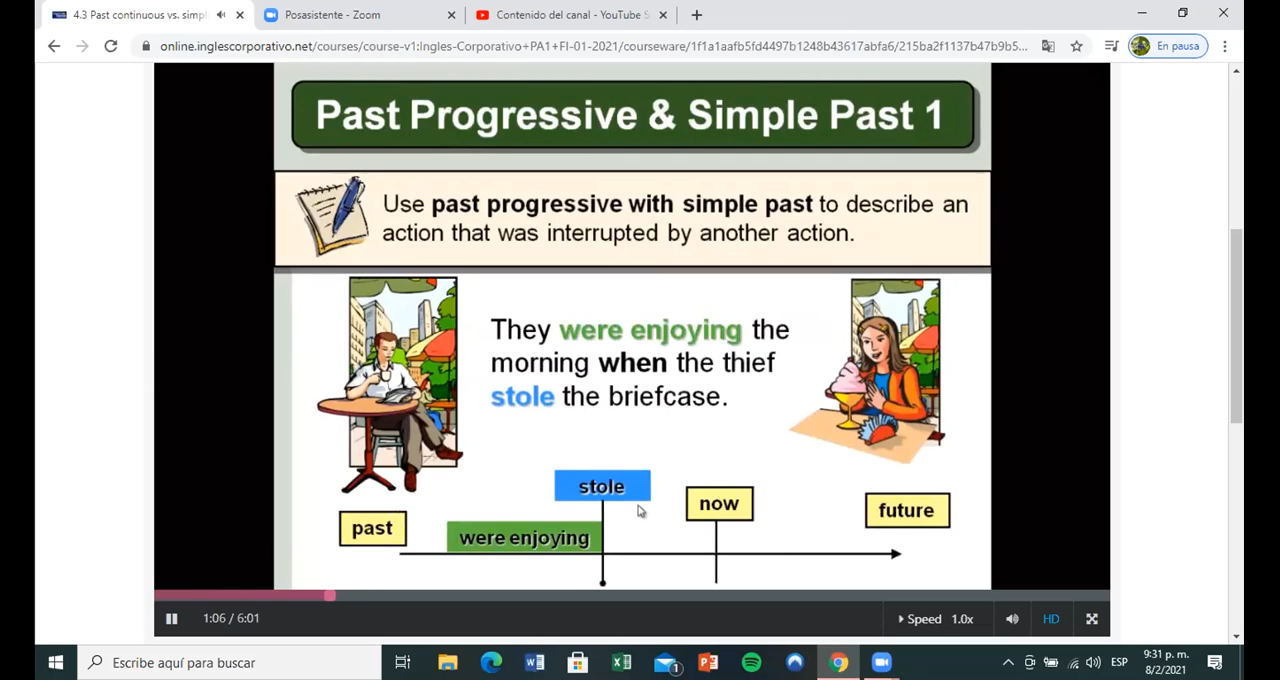 4.3 Past continuous vs. simpl
Posasistente - Zoom
Contenido del canal - YouTube S
online.inglescorporativo.net/courses/course-v1:Ingles-Corporativo+PA1+FI-01-2021/courseware/1f1a1aafb5fd4497b1248b43617abfa6/215ba2f1137b47b9b5...
En pausa
Past Progressive & Simple Past 1
Use past progressive with simple past to describe an
action that was interrupted by another action.
They were enjoying the
morning when the thief
stole the briefcase.
stole
now
future
past
were enjoying
1:06 / 6:01
Speed 1.0x
HD
Escribe aquí para buscar
1
ESP
9:31 p. m.
8/2/2021